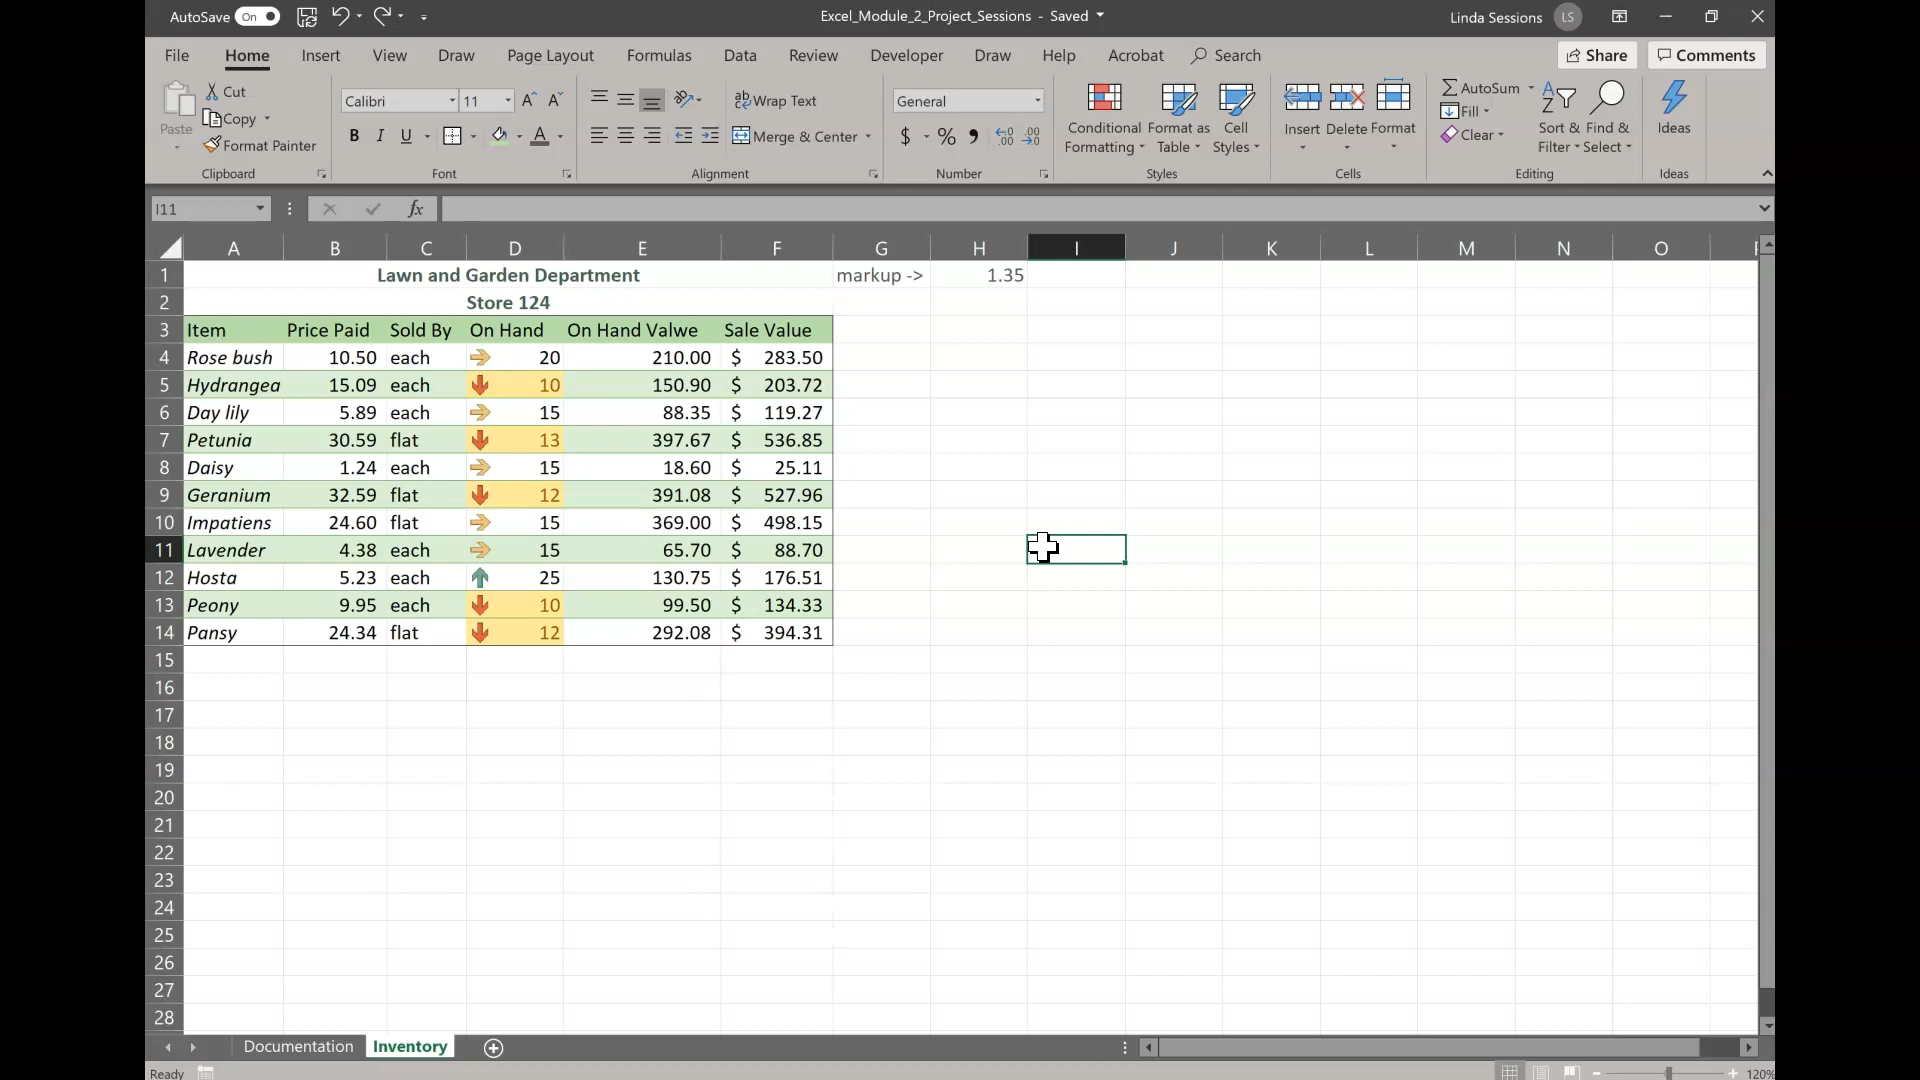 AutoSave On Excel_Module_2_Project_Sessions - Saved Linda Sessions LS
File Home Insert View Draw Page Layout Formulas Data Review Developer Draw Help Acrobat Search Share Comments
Paste Cut Copy Format Painter
Clipboard
Calibri 11 A A
B I U A
Font
ab Wrap Text
Merge & Center
Alignment
General
$ % , .00 .00
Number
Conditional Formatting Format as Table Cell Styles
Styles
Insert Delete Format
Cells
AutoSum Fill Clear Sort & Filter Find & Select
Editing
Ideas
Ideas
I11 fx
A B C D E F G H I J K L M N O
1 Lawn and Garden Department markup -> 1.35
2 Store 124
3 Item Price Paid Sold By On Hand On Hand Valwe Sale Value
4 Rose bush 10.50 each 20 210.00 $ 283.50
5 Hydrangea 15.09 each 10 150.90 $ 203.72
6 Day lily 5.89 each 15 88.35 $ 119.27
7 Petunia 30.59 flat 13 397.67 $ 536.85
8 Daisy 1.24 each 15 18.60 $ 25.11
9 Geranium 32.59 flat 12 391.08 $ 527.96
10 Impatiens 24.60 flat 15 369.00 $ 498.15
11 Lavender 4.38 each 15 65.70 $ 88.70
12 Hosta 5.23 each 25 130.75 $ 176.51
13 Peony 9.95 each 10 99.50 $ 134.33
14 Pansy 24.34 flat 12 292.08 $ 394.31
15
16
17
18
19
20
21
22
23
24
25
26
27
28
Documentation Inventory
Ready 120%